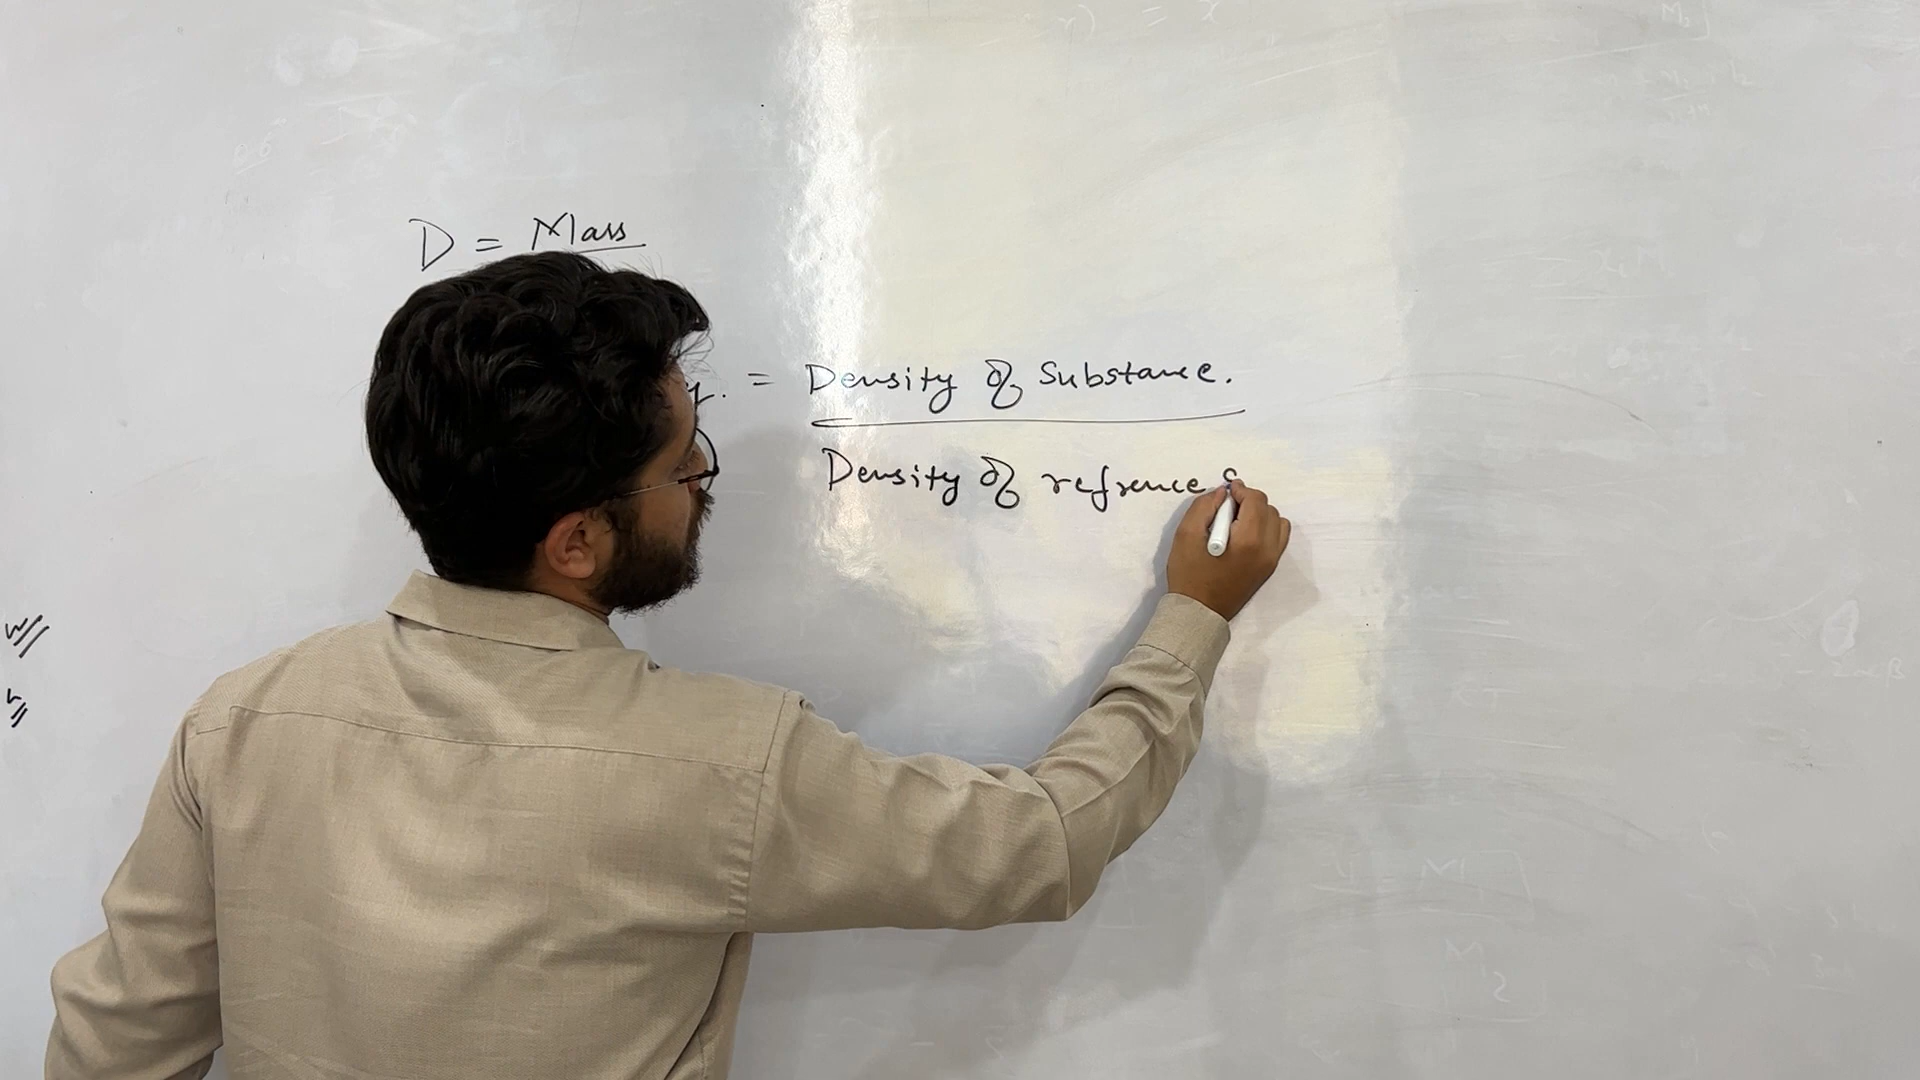 D = Mass
y. = Density of Substance.
Density of refrence